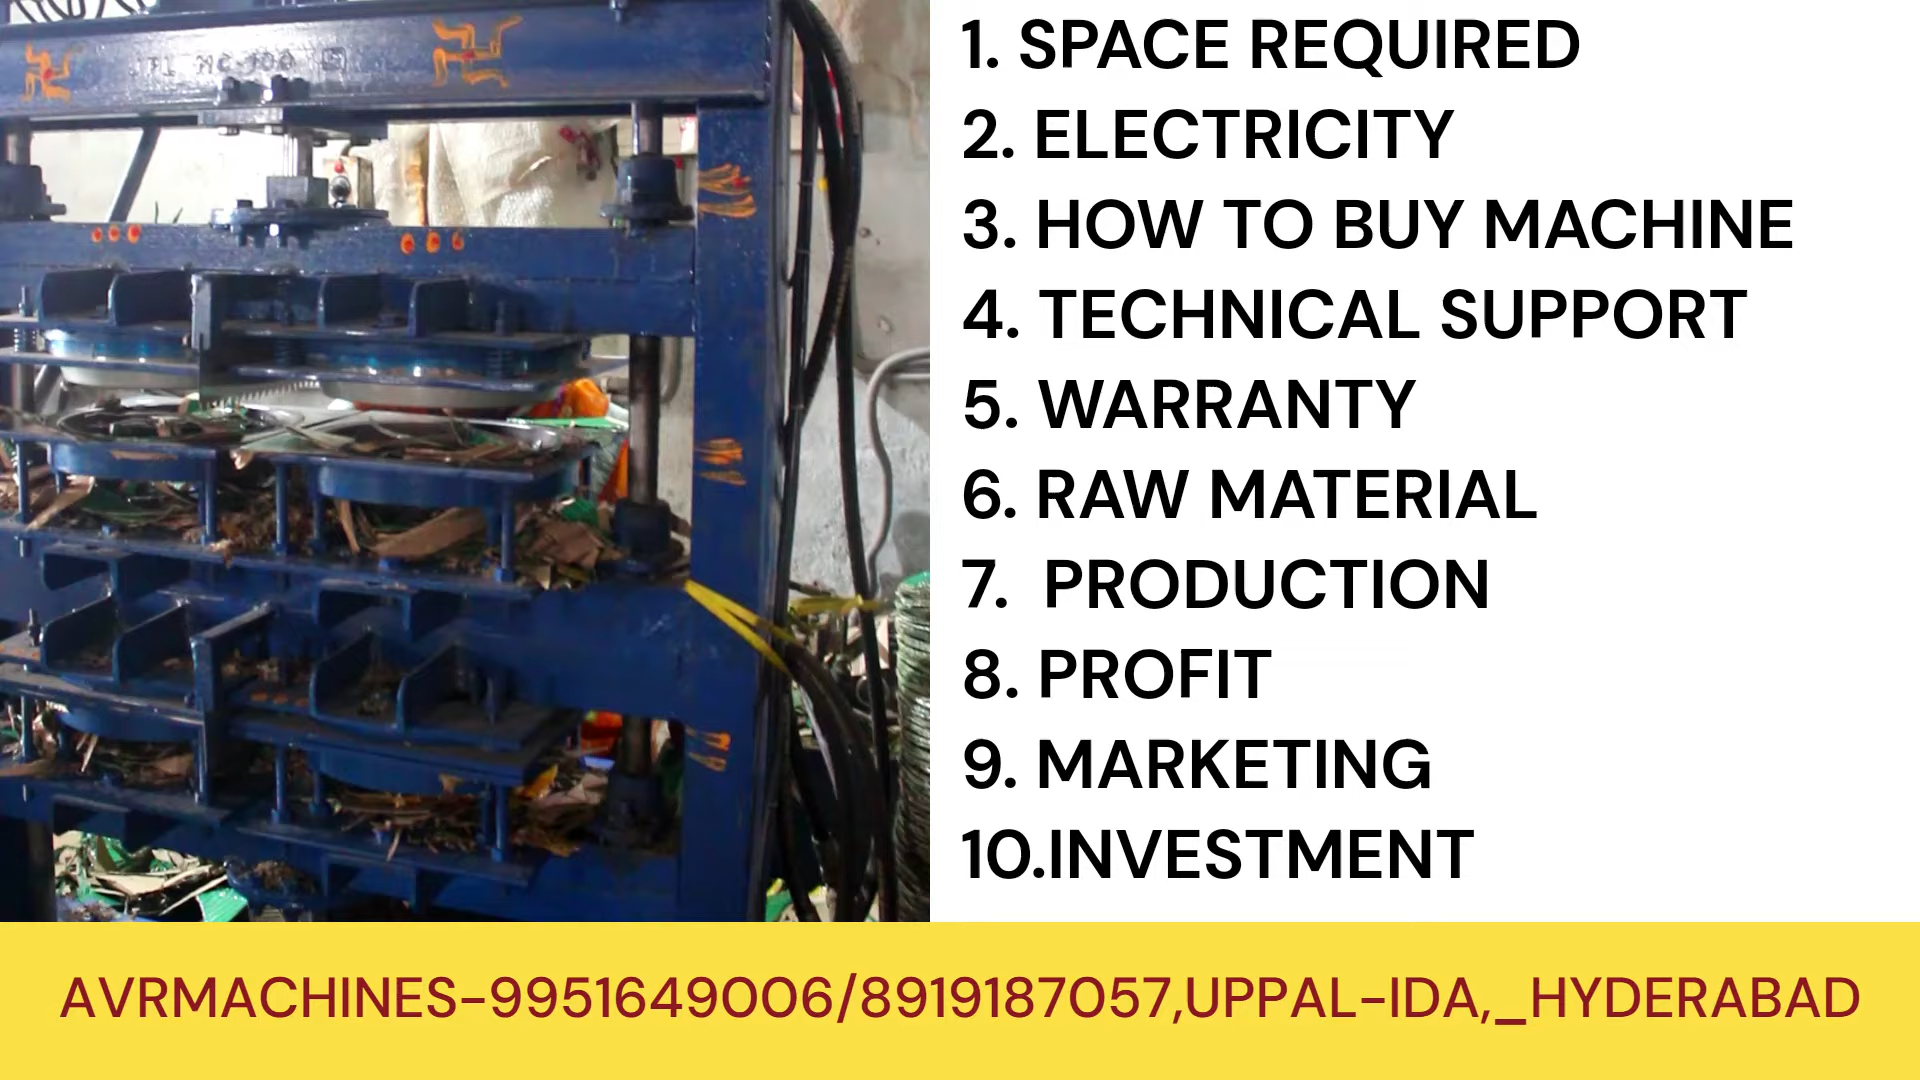 1. SPACE REQUIRED
2. ELECTRICITY
3. HOW TO BUY MACHINE
4. TECHNICAL SUPPORT
5. WARRANTY
6. RAW MATERIAL
7. PRODUCTION
8. PROFIT
9. MARKETING
10.INVESTMENT
AVRMACHINES-9951649006/8919187057,UPPAL-IDA,_HYDERABAD